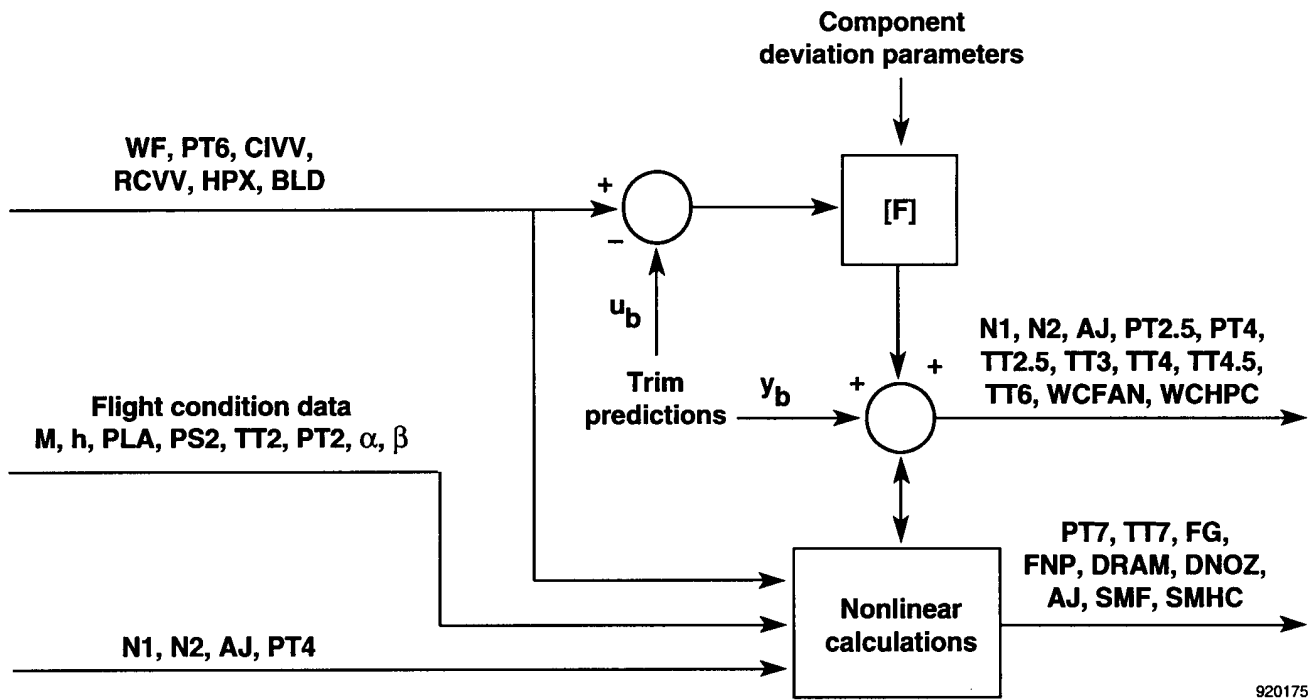 Component
deviation parameters
WF, PT6, CIVV,
RCVV, HPX, BLD
+
–
[F]
u_b
Trim
predictions
y_b
+
+
N1, N2, AJ, PT2.5, PT4,
TT2.5, TT3, TT4, TT4.5,
TT6, WCFAN, WCHPC
Flight condition data
M, h, PLA, PS2, TT2, PT2, α, β
PT7, TT7, FG,
FNP, DRAM, DNOZ,
AJ, SMF, SMHC
Nonlinear
calculations
N1, N2, AJ, PT4
920175